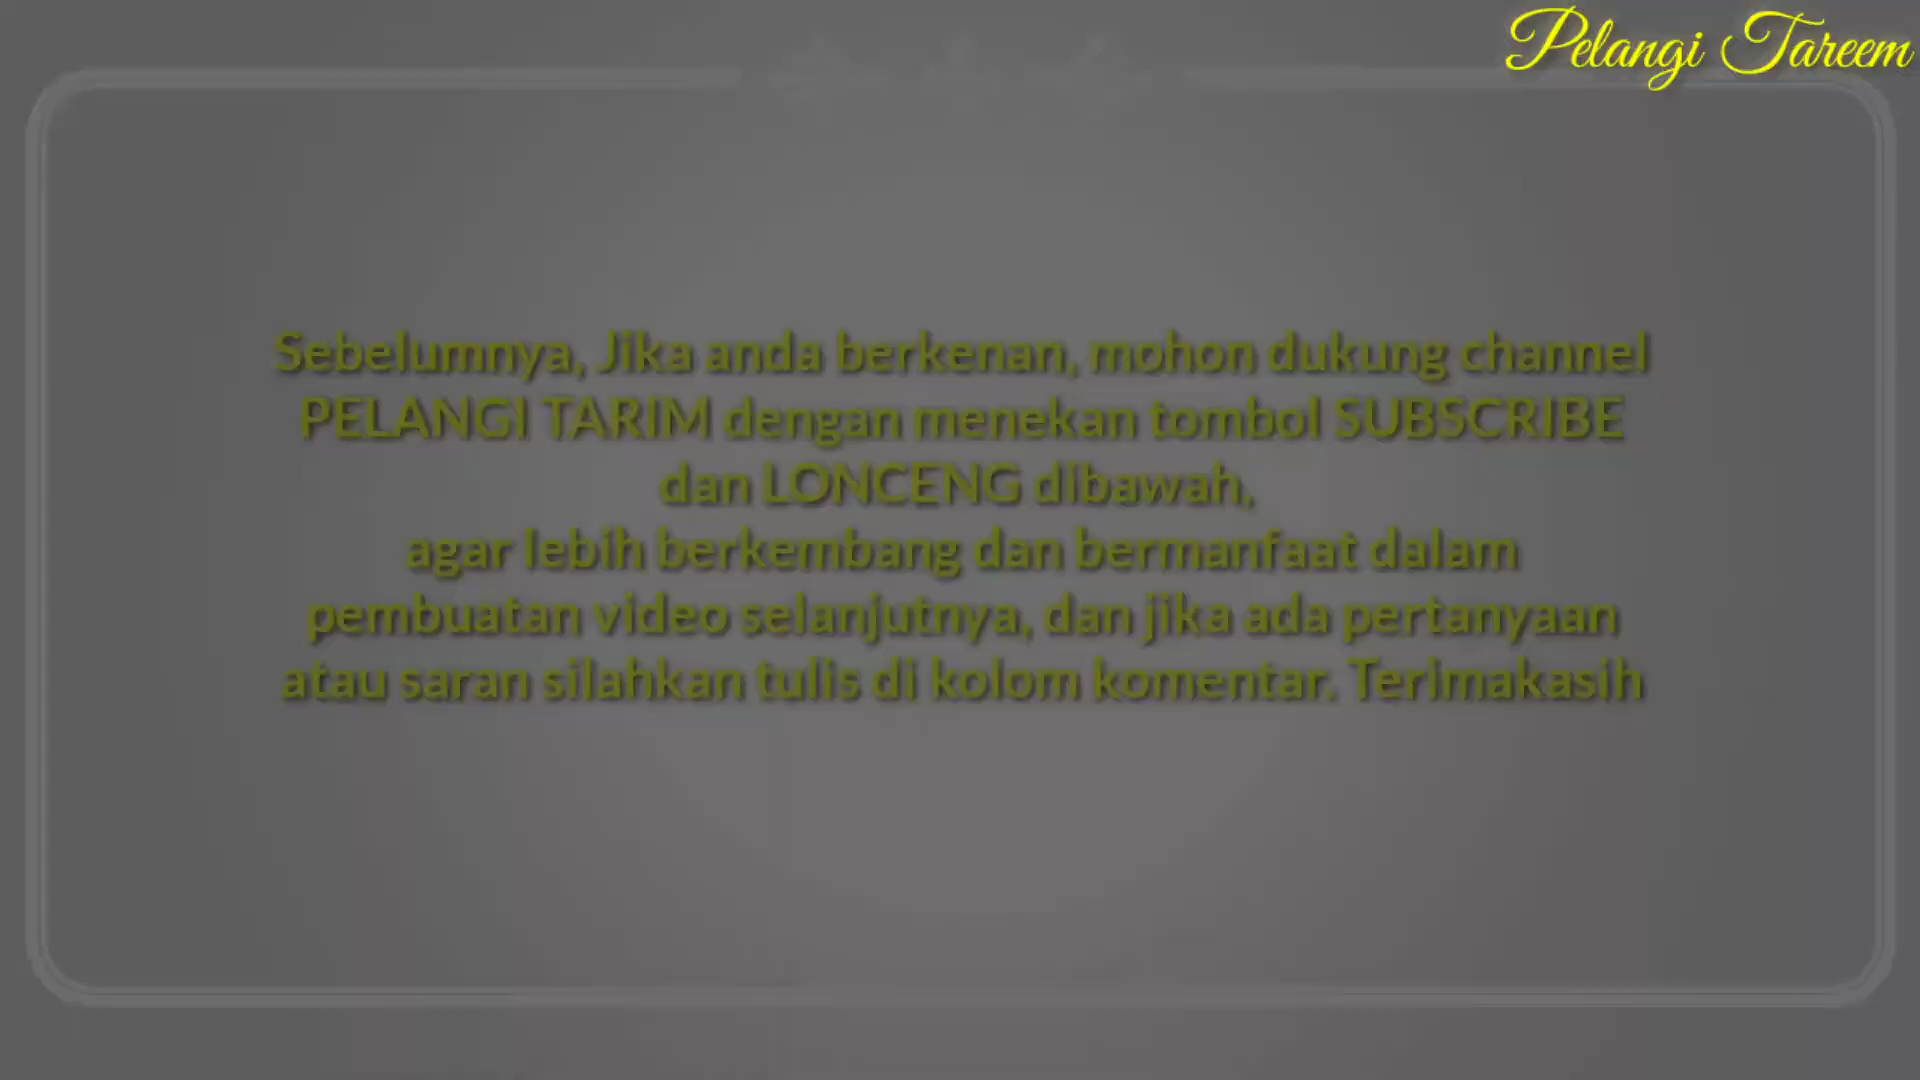 Pelangi Tareem
Sebelumnya, Jika anda berkenan, mohon dukung channel
PELANGI TARIM dengan menekan tombol SUBSCRIBE
dan LONCENG dibawah,
agar lebih berkembang dan bermanfaat dalam
pembuatan video selanjutnya, dan jika ada pertanyaan
atau saran silahkan tulis di kolom komentar. Terimakasih